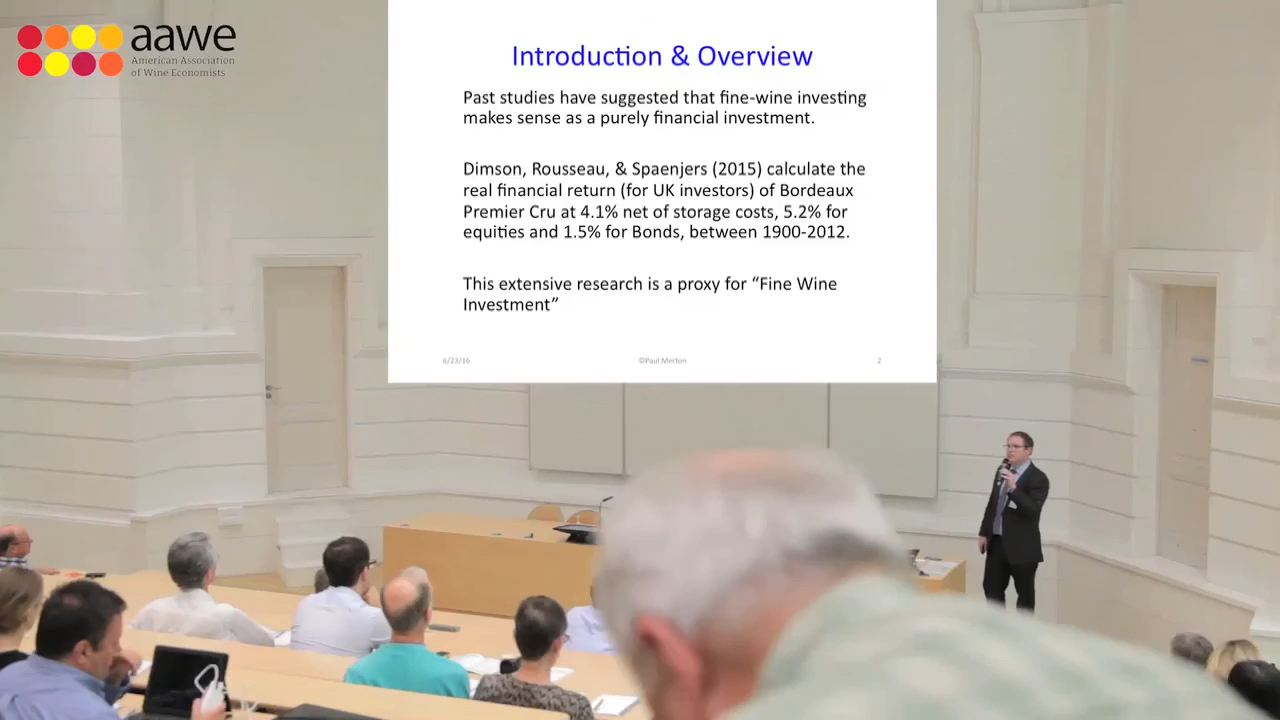 aawe
American Association
of Wine Economists
Introduction & Overview
Past studies have suggested that fine-wine investing
makes sense as a purely financial investment.
Dimson, Rousseau, & Spaenjers (2015) calculate the
real financial return (for UK investors) of Bordeaux
Premier Cru at 4.1% net of storage costs, 5.2% for
equities and 1.5% for Bonds, between 1900-2012.
This extensive research is a proxy for “Fine Wine
Investment”
6/23/16
©Paul Merton
2